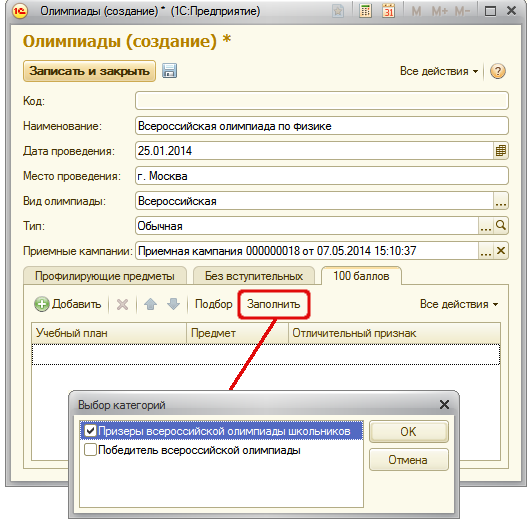 Олимпиады (создание) * (1С:Предприятие)
M M+ M-
31
Олимпиады (создание) *
Записать и закрыть
Все действия
?
Код:
Наименование: Всероссийская олимпиада по физике
Дата проведения: 25.01.2014
Место проведения: г. Москва
Вид олимпиады: Всероссийская ...
Тип: Обычная ...
Приемные кампании: Приемная кампания 000000018 от 07.05.2014 15:10:37 ...
Профилирующие предметы Без вступительных 100 баллов
Добавить Подбор Заполнить Все действия
Учебный план Предмет Отличительный признак
Выбор категорий
Призеры всероссийской олимпиады школьников
Победитель всероссийской олимпиады
OK
Отмена